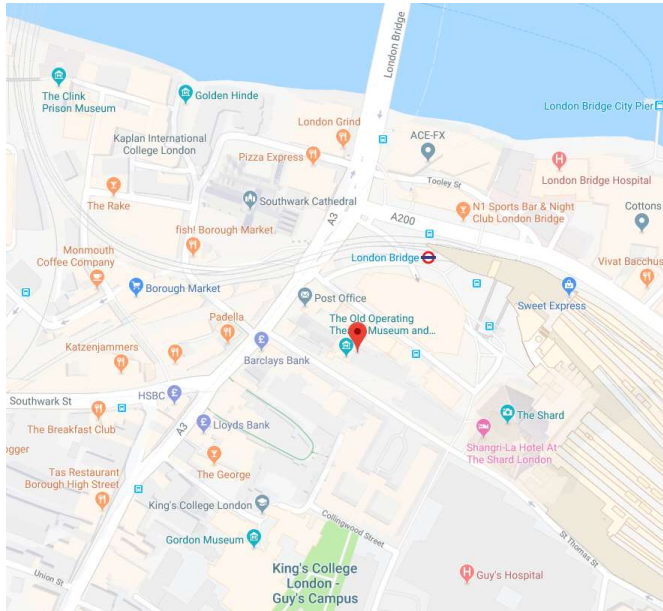 London Bridge
The Clink
Prison Museum
Golden Hinde
London Bridge City Pier
London Grind
ACE-FX
Kaplan International
College London
Pizza Express
London Bridge Hospital
Tooley St
The Rake
Southwark Cathedral
A3
A200
N1 Sports Bar & Night
Club London Bridge
Cottons
fish! Borough Market
Monmouth
Coffee Company
London Bridge
Vivat Bacchus
Borough Market
Post Office
Sweet Express
Padella
The Old Operating
Museum and...
Katzenjammers
Barclays Bank
HSBC
Southwark St
The Shard
The Breakfast Club
A3
Lloyds Bank
Shangri-La Hotel At
The Shard London
ogger
Tas Restaurant
Borough High Street
The George
King's College London
Collingwood Street
St Thomas St
Gordon Museum
King's College
London -
Guy's Campus
Guy's Hospital
Union St